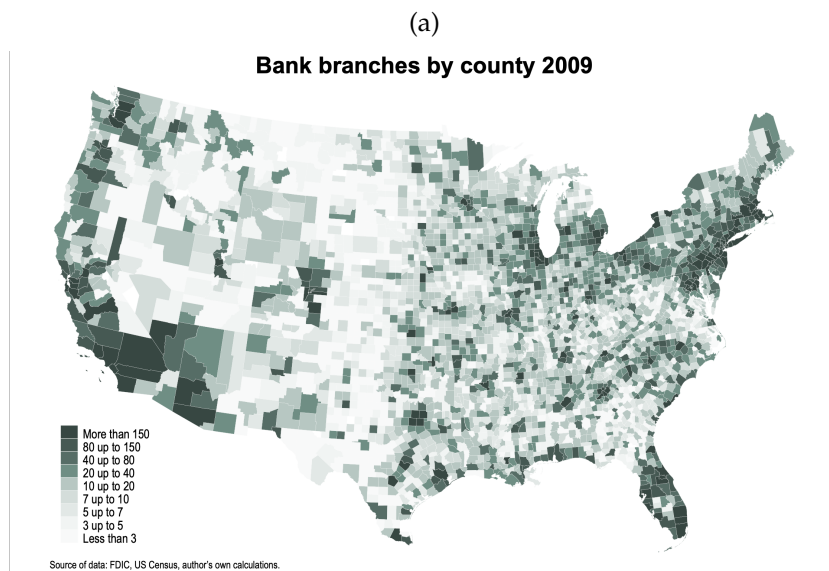 (a)
Bank branches by county 2009
More than 150
80 up to 150
40 up to 80
20 up to 40
10 up to 20
7 up to 10
5 up to 7
3 up to 5
Less than 3
Source of data: FDIC, US Census, author's own calculations.